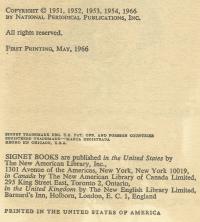 COPYRIGHT © 1951, 1952, 1953, 1954, 1966
BY NATIONAL PERIODICAL PUBLICATIONS, INC.
All rights reserved.
FIRST PRINTING, MAY, 1966
SIGNET TRADEMARK REG. U.S. PAT. OFF. AND FOREIGN COUNTRIES
REGISTERED TRADEMARK—MARCA REGISTRADA
HECHO EN CHICAGO, U.S.A.
SIGNET BOOKS are published in the United States by
The New American Library, Inc.,
1301 Avenue of the Americas, New York, New York 10019,
in Canada by The New American Library of Canada Limited,
295 King Street East, Toronto 2, Ontario,
in the United Kingdom by The New English Library Limited,
Barnard's Inn, Holborn, London, E. C. 1, England
PRINTED IN THE UNITED STATES OF AMERICA